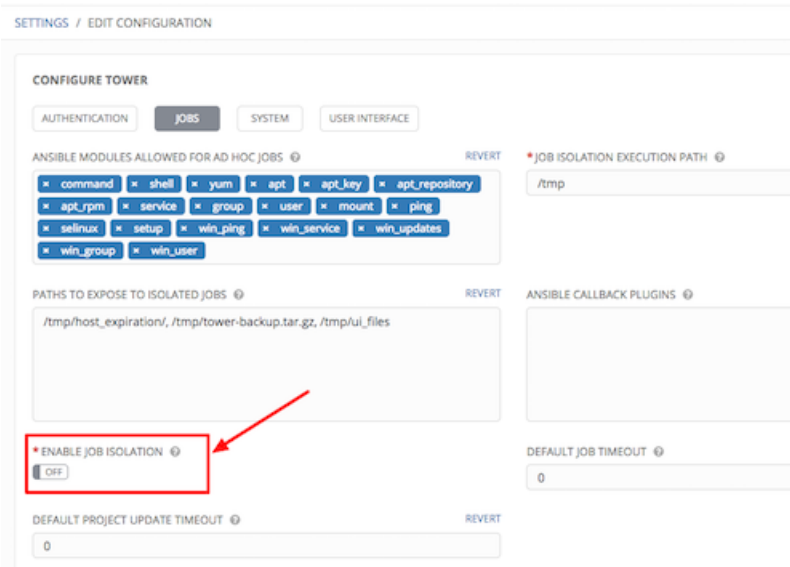 SETTINGS / EDIT CONFIGURATION
CONFIGURE TOWER
AUTHENTICATION JOBS SYSTEM USER INTERFACE
ANSIBLE MODULES ALLOWED FOR AD HOC JOBS ? REVERT
× command × shell × yum × apt × apt_key × apt_repository
× apt_rpm × service × group × user × mount × ping
× selinux × setup × win_ping × win_service × win_updates
× win_group × win_user
* JOB ISOLATION EXECUTION PATH ?
/tmp
PATHS TO EXPOSE TO ISOLATED JOBS ? REVERT
/tmp/host_expiration/, /tmp/tower-backup.tar.gz, /tmp/ui_files
ANSIBLE CALLBACK PLUGINS ?
* ENABLE JOB ISOLATION ?
OFF
DEFAULT JOB TIMEOUT ?
0
DEFAULT PROJECT UPDATE TIMEOUT ? REVERT
0